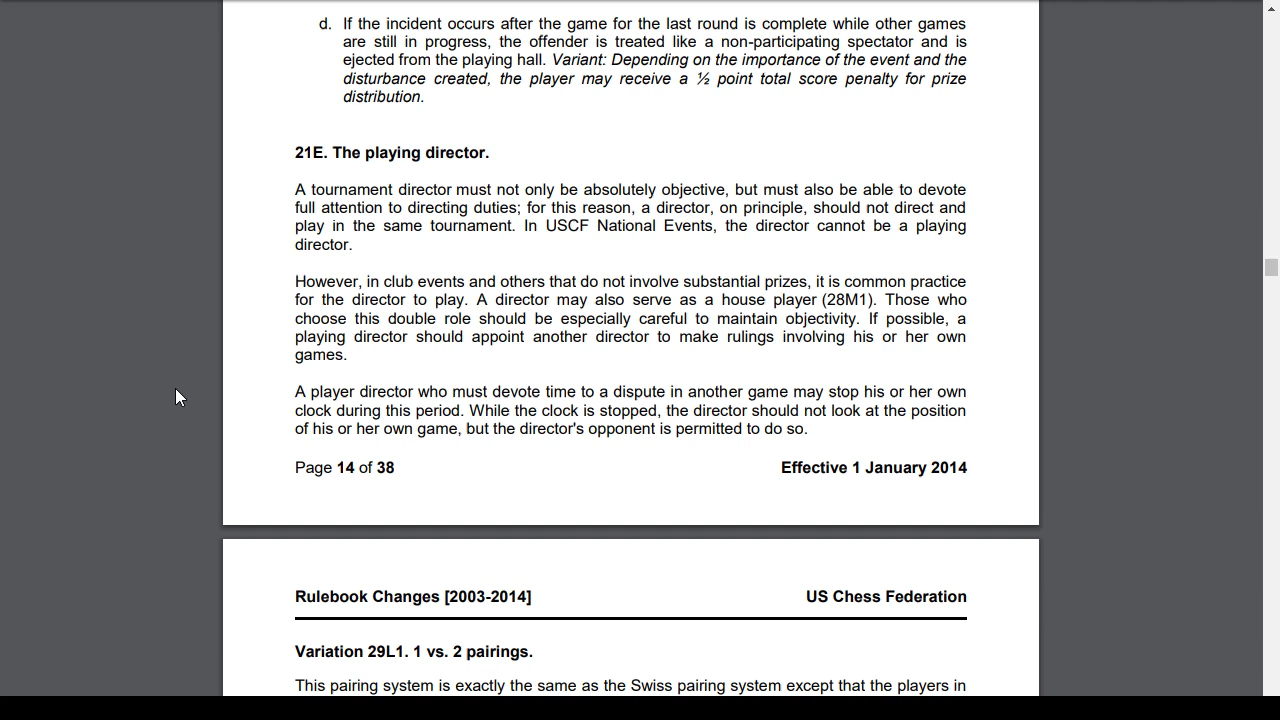 d. If the incident occurs after the game for the last round is complete while other games
are still in progress, the offender is treated like a non-participating spectator and is
ejected from the playing hall. Variant: Depending on the importance of the event and the
disturbance created, the player may receive a ½ point total score penalty for prize
distribution.
21E. The playing director.
A tournament director must not only be absolutely objective, but must also be able to devote
full attention to directing duties; for this reason, a director, on principle, should not direct and
play in the same tournament. In USCF National Events, the director cannot be a playing
director.
However, in club events and others that do not involve substantial prizes, it is common practice
for the director to play. A director may also serve as a house player (28M1). Those who
choose this double role should be especially careful to maintain objectivity. If possible, a
playing director should appoint another director to make rulings involving his or her own
games.
A player director who must devote time to a dispute in another game may stop his or her own
clock during this period. While the clock is stopped, the director should not look at the position
of his or her own game, but the director's opponent is permitted to do so.
Page 14 of 38 Effective 1 January 2014
Rulebook Changes [2003-2014] US Chess Federation
Variation 29L1. 1 vs. 2 pairings.
This pairing system is exactly the same as the Swiss pairing system except that the players in